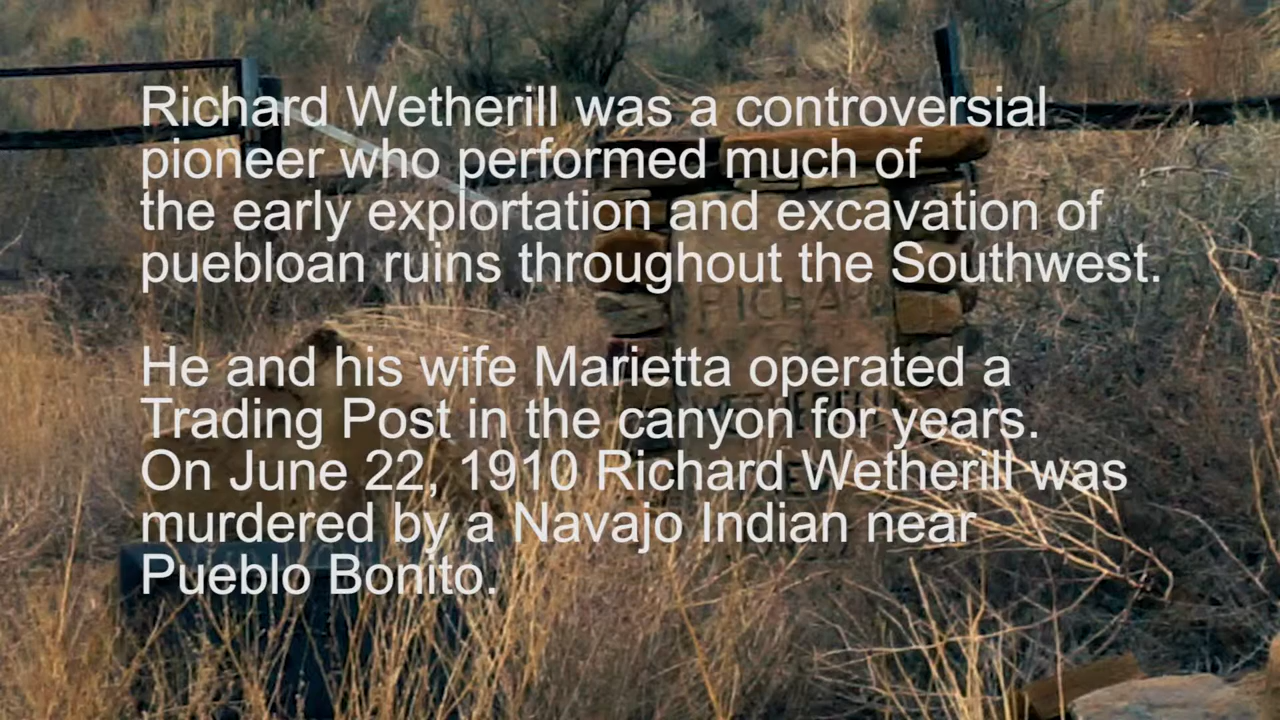 Richard Wetherill was a controversial
pioneer who performed much of
the early explortation and excavation of
puebloan ruins throughout the Southwest.
He and his wife Marietta operated a
Trading Post in the canyon for years.
On June 22, 1910 Richard Wetherill was
murdered by a Navajo Indian near
Pueblo Bonito.
RICHARD
WETHERILL